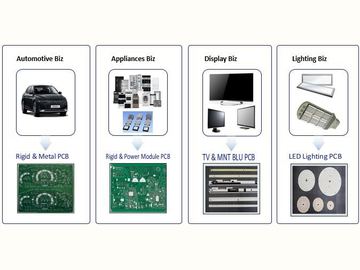 Automotive Biz
Appliances Biz
Display Biz
Lighting Biz
Rigid & Metal PCB
Rigid & Power Module PCB
TV & MNT BLU PCB
LED Lighting PCB